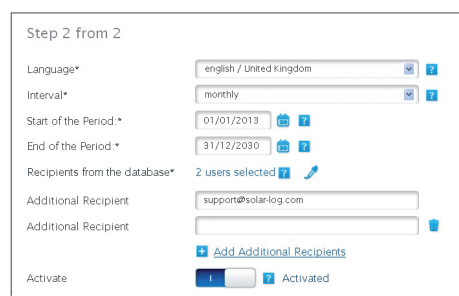 Step 2 from 2
Language* english / United Kingdom ?
Interval* monthly ?
Start of the Period:* 01/01/2013 ?
End of the Period:* 31/12/2030 ?
Recipients from the database* 2 users selected ?
Additional Recipient support@solar-log.com
Additional Recipient
+ Add Additional Recipients
Activate I ? Activated